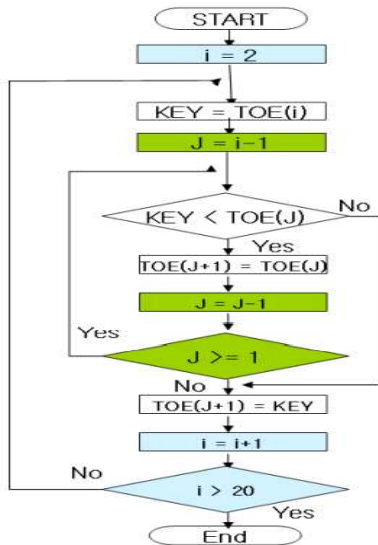 START
i = 2
KEY = TOE(i)
J = i-1
KEY < TOE(J)
No
Yes
TOE(J+1) = TOE(J)
J = J-1
Yes
J >= 1
No
TOE(J+1) = KEY
i = i+1
No
i > 20
Yes
End